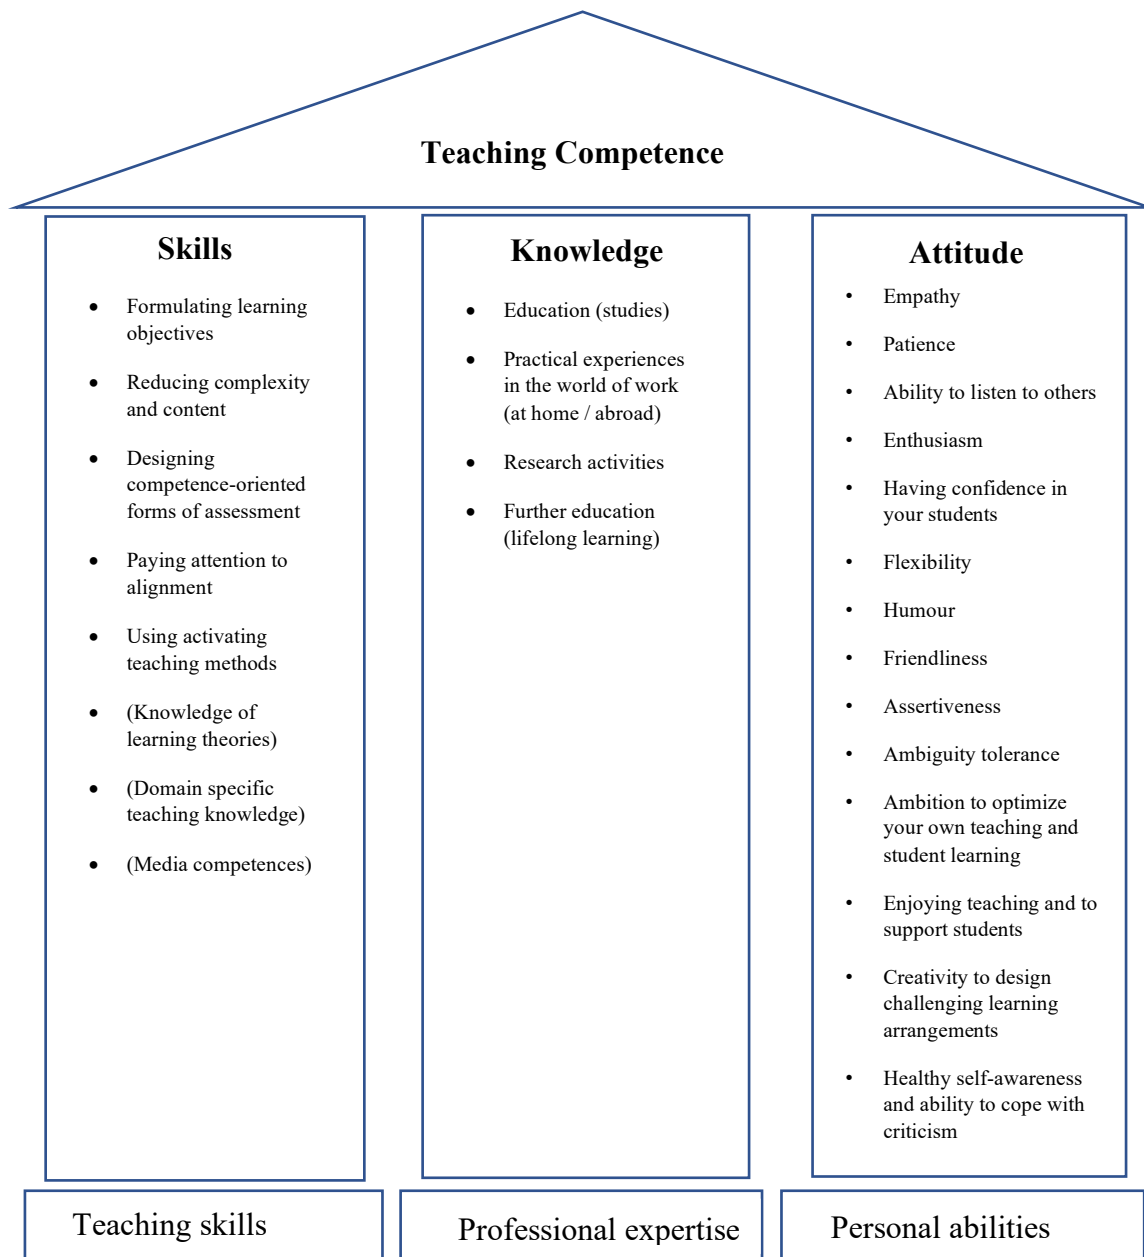 Teaching Competence
Skills
• Formulating learning
objectives
• Reducing complexity
and content
• Designing
competence-oriented
forms of assessment
• Paying attention to
alignment
• Using activating
teaching methods
• (Knowledge of
learning theories)
• (Domain specific
teaching knowledge)
• (Media competences)
Knowledge
• Education (studies)
• Practical experiences
in the world of work
(at home / abroad)
• Research activities
• Further education
(lifelong learning)
Attitude
• Empathy
• Patience
• Ability to listen to others
• Enthusiasm
• Having confidence in
your students
• Flexibility
• Humour
• Friendliness
• Assertiveness
• Ambiguity tolerance
• Ambition to optimize
your own teaching and
student learning
• Enjoying teaching and to
support students
• Creativity to design
challenging learning
arrangements
• Healthy self-awareness
and ability to cope with
criticism
Teaching skills
Professional expertise
Personal abilities